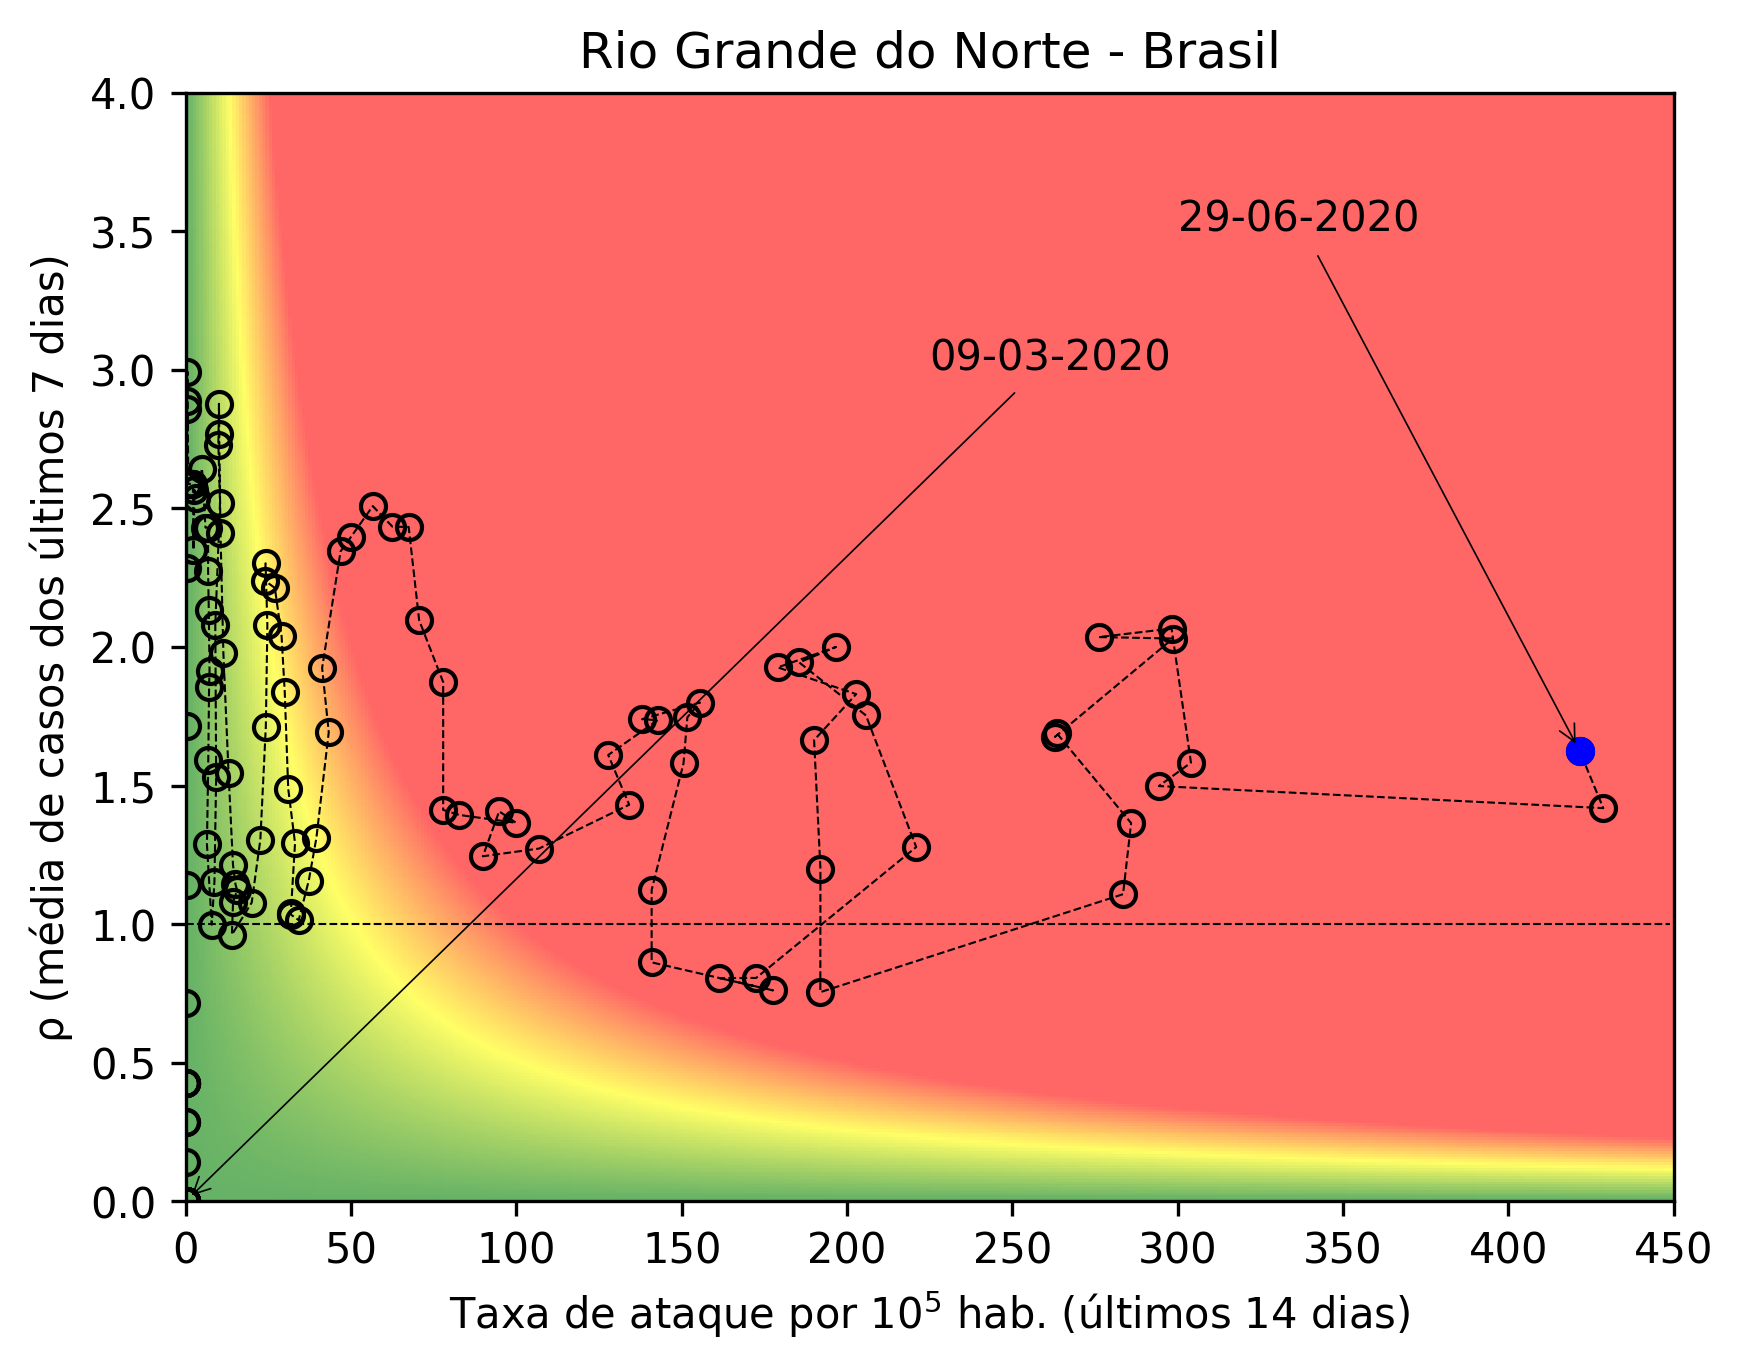 Rio Grande do Norte - Brasil
4.0
3.5
3.0
2.5
2.0
1.5
1.0
0.5
0.0
ρ (média de casos dos últimos 7 dias)
29-06-2020
09-03-2020
0 50 100 150 200 250 300 350 400 450
Taxa de ataque por 10⁵ hab. (últimos 14 dias)